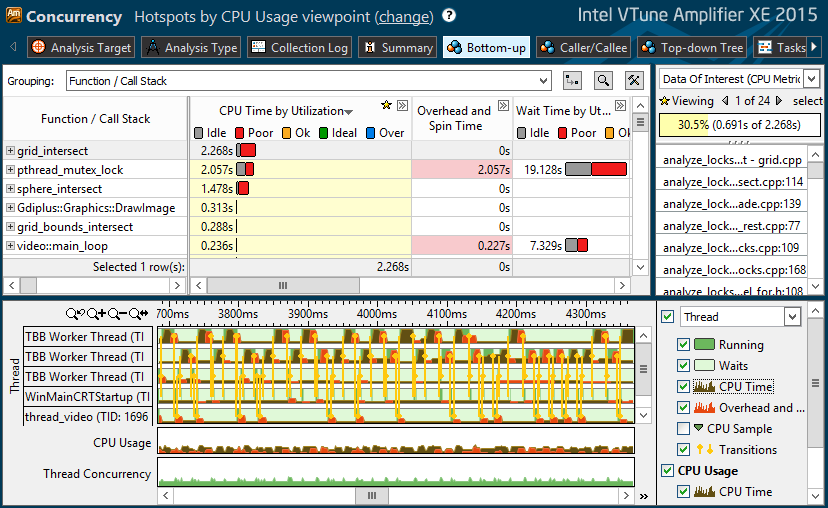 Am
XE
Concurrency Hotspots by CPU Usage viewpoint (change) ? Intel VTune Amplifier XE 2015
Analysis Target Analysis Type Collection Log Summary Bottom-up Caller/Callee Top-down Tree Tasks
Grouping: Function / Call Stack
Function / Call Stack
CPU Time by Utilization
Idle Poor Ok Ideal Over
Overhead and
Spin Time
Wait Time by Ut...
Idle Poor
grid_intersect 2.268s 0s
pthread_mutex_lock 2.057s 2.057s 19.128s
sphere_intersect 1.478s 0s
Gdiplus::Graphics::DrawImage 0.313s 0s
grid_bounds_intersect 0.288s 0s
video::main_loop 0.236s 0.227s 7.329s
Selected 1 row(s): 2.268s 0s
Data Of Interest (CPU Metric
Viewing 1 of 24 select
30.5% (0.691s of 2.268s)
analyze_locks...t - grid.cpp
analyze_lock...sect.cpp:114
analyze_lock...ade.cpp:139
analyze_lock..._rest.cpp:77
analyze_lock...cks.cpp:109
analyze_lock...ocks.cpp:168
analyze_locks...el_for.h:108
700ms 3800ms 3900ms 4000ms 4100ms 4200ms 4300ms
Thread
TBB Worker Thread (TI
TBB Worker Thread (TI
TBB Worker Thread (TI
WinMainCRTStartup (TI
thread_video (TID: 1696
CPU Usage
Thread Concurrency
Thread
Running
Waits
CPU Time
Overhead and ...
CPU Sample
Transitions
CPU Usage
CPU Time